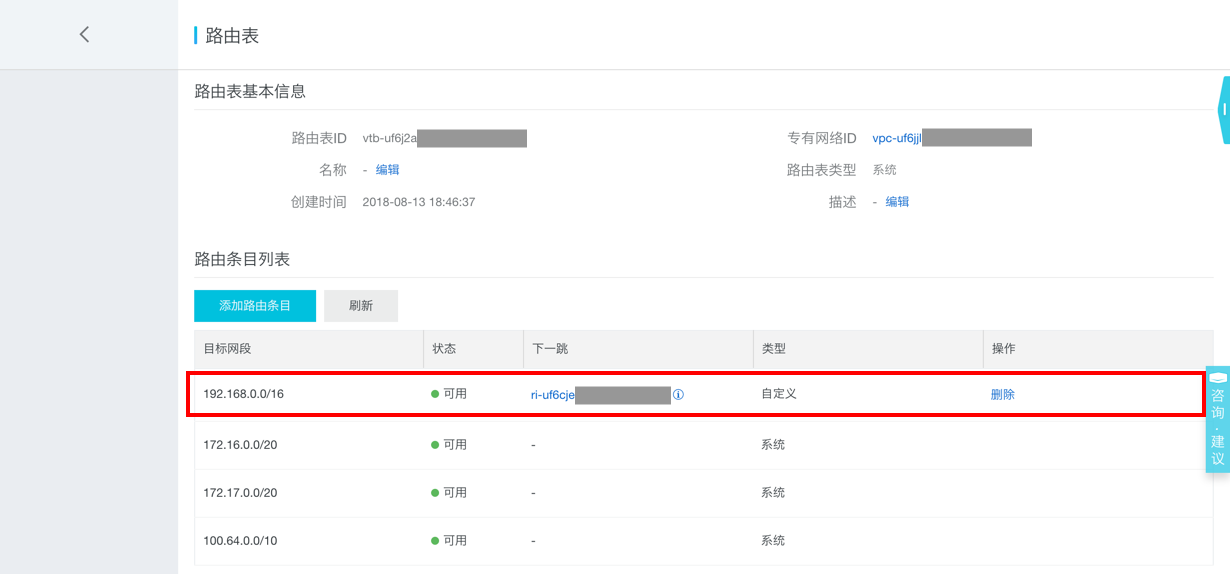 路由表
路由表基本信息
路由表ID vtb-uf6j2a 专有网络ID vpc-uf6jjl
名称 - 编辑 路由表类型 系统
创建时间 2018-08-13 18:46:37 描述 - 编辑
路由条目列表
添加路由条目 刷新
目标网段 状态 下一跳 类型 操作
192.168.0.0/16 可用 ri-uf6cje 自定义 删除
172.16.0.0/20 可用 - 系统
172.17.0.0/20 可用 - 系统
100.64.0.0/10 可用 - 系统
咨询·建议